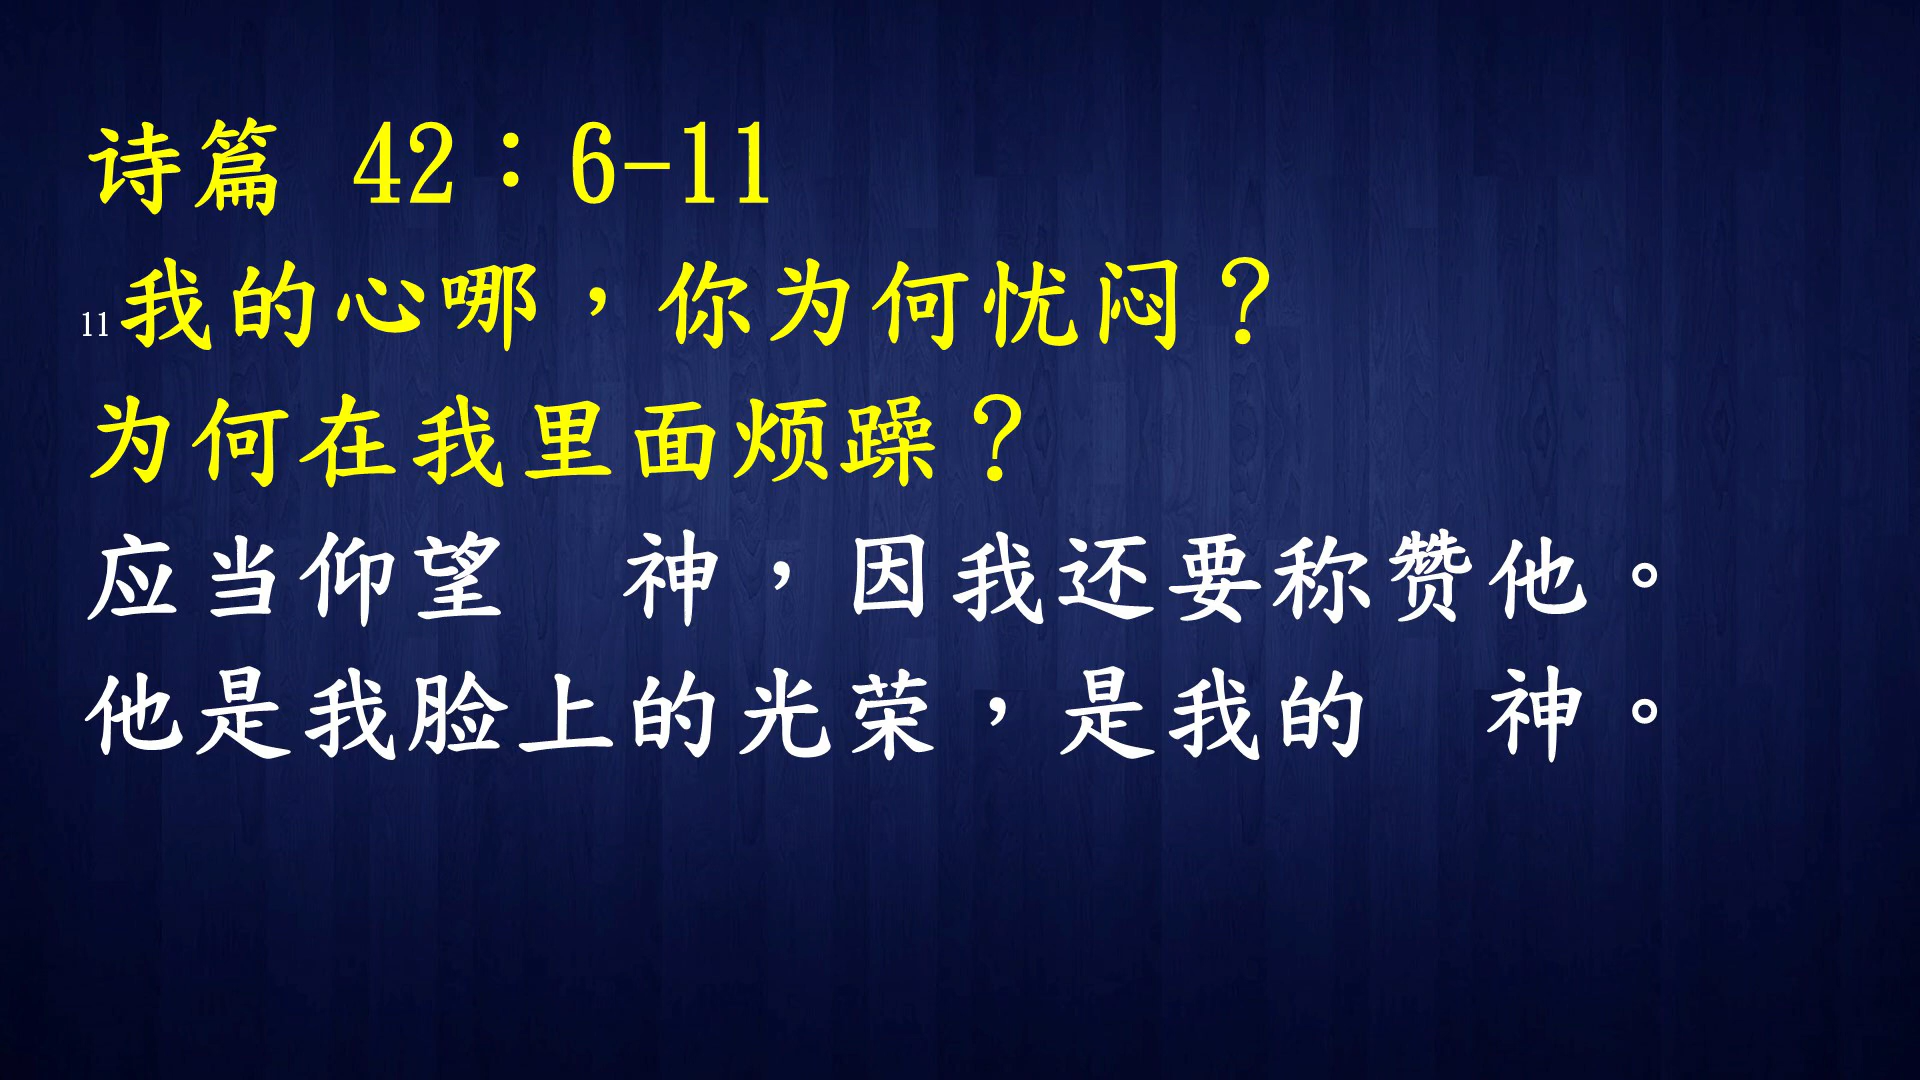 诗篇 42：6-11
11我的心哪，你为何忧闷？
为何在我里面烦躁？
应当仰望　神，因我还要称赞他。
他是我脸上的光荣，是我的　神。